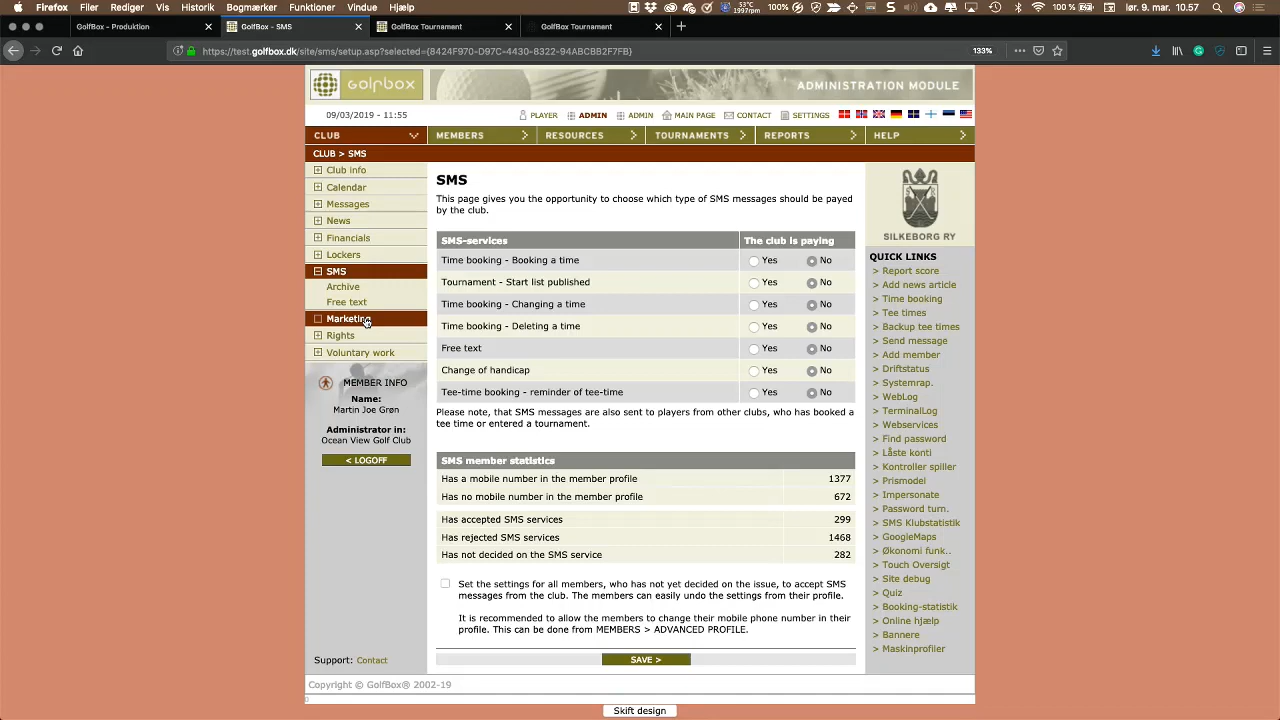 Firefox Arkiv Rediger Vis Historik Bogmærker Funktioner Vindue Hjælp
100% Lør. 9. mar. 10.57
GolfBox - Produktion
GolfBox - SMS
GolfBox Tournament
GolfBox Tournament
https://test.golfbox.dk/site/sms/setup.asp?selected={8424F970-D97C-4430-8322-94ABCBB2F7FB}
133%
golfbox
ADMINISTRATION MODULE
09/03/2019 - 11:55
PLAYER
ADMIN
ADMIN
MAIN PAGE
CONTACT
SETTINGS
CLUB
MEMBERS
RESOURCES
TOURNAMENTS
REPORTS
HELP
CLUB > SMS
Club info
Calendar
Messages
News
Financials
Lockers
SMS
Archive
Free text
Marketing
Rights
Voluntary work
MEMBER INFO
Name:
Martin Joe Grøn
Administrator in:
Ocean View Golf Club
< LOGOFF
Support: Contact
SMS
This page gives you the opportunity to choose which type of SMS messages should be payed
by the club.
SMS-services The club is paying
Time booking - Booking a time Yes No
Tournament - Start list published Yes No
Time booking - Changing a time Yes No
Time booking - Deleting a time Yes No
Free text Yes No
Change of handicap Yes No
Tee-time booking - reminder of tee-time Yes No
Please note, that SMS messages are also sent to players from other clubs, who has booked a
tee time or entered a tournament.
SMS member statistics
Has a mobile number in the member profile 1377
Has no mobile number in the member profile 672
Has accepted SMS services 299
Has rejected SMS services 1468
Has not decided on the SMS service 282
Set the settings for all members, who has not yet decided on the issue, to accept SMS
messages from the club. The members can easily undo the settings from their profile.
It is recommended to allow the members to change their mobile phone number in their
profile. This can be done from MEMBERS > ADVANCED PROFILE.
SAVE >
SILKEBORG RY
QUICK LINKS
> Report score
> Add news article
> Time booking
> Tee times
> Backup tee times
> Send message
> Add member
> Driftstatus
> Systemrap.
> WebLog
> TerminalLog
> Webservices
> Find password
> Låste konti
> Kontroller spiller
> Prismodel
> Impersonate
> Password turn.
> SMS Klubstatistik
> GoogleMaps
> Økonomi funk..
> Touch Oversigt
> Site debug
> Quiz
> Booking-statistik
> Online hjælp
> Bannere
> Maskinprofiler
Copyright © GolfBox® 2002-19
Skift design